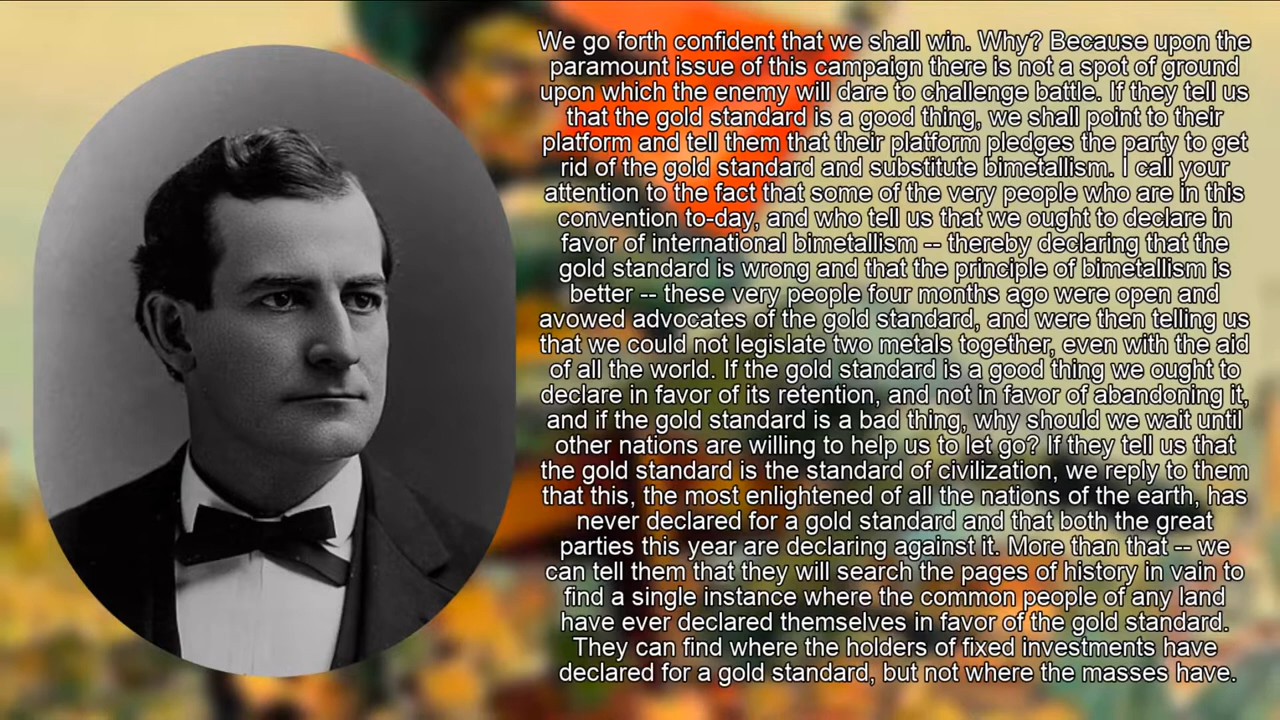 We go forth confident that we shall win. Why? Because upon the
paramount issue of this campaign there is not a spot of ground
upon which the enemy will dare to challenge battle. If they tell us
that the gold standard is a good thing, we shall point to their
platform and tell them that their platform pledges the party to get
rid of the gold standard and substitute bimetallism. I call your
attention to the fact that some of the very people who are in this
convention to-day, and who tell us that we ought to declare in
favor of international bimetallism -- thereby declaring that the
gold standard is wrong and that the principle of bimetallism is
better -- these very people four months ago were open and
avowed advocates of the gold standard, and were then telling us
that we could not legislate two metals together, even with the aid
of all the world. If the gold standard is a good thing we ought to
declare in favor of its retention, and not in favor of abandoning it,
and if the gold standard is a bad thing, why should we wait until
other nations are willing to help us to let go? If they tell us that
the gold standard is the standard of civilization, we reply to them
that this, the most enlightened of all the nations of the earth, has
never declared for a gold standard and that both the great
parties this year are declaring against it. More than that -- we
can tell them that they will search the pages of history in vain to
find a single instance where the common people of any land
have ever declared themselves in favor of the gold standard.
They can find where the holders of fixed investments have
declared for a gold standard, but not where the masses have.